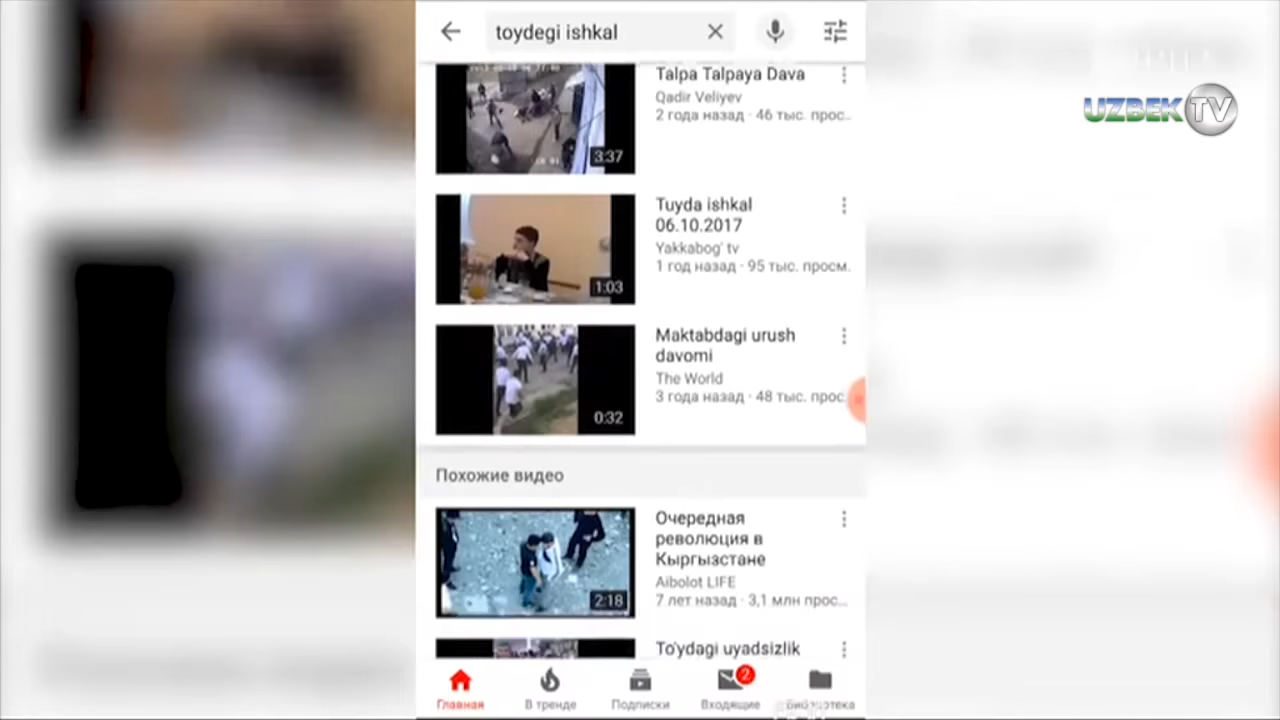 toydegi ishkal
UZBEK TV
Talpa Talpaya Dava
Qadir Veliyev
2 года назад · 46 тыс. прос..
3:37
Tuyda ishkal
06.10.2017
Yakkabog' tv
1 год назад · 95 тыс. просм.
1:03
Maktabdagi urush
davomi
The World
3 года назад · 48 тыс. прос.
0:32
Похожие видео
Очередная
революция в
Кыргызстане
Aibolot LIFE
7 лет назад · 3,1 млн прос...
2:18
To'ydagi uyadsizlik
2
Главная
В тренде
Подписки
Входящие
Библиотека